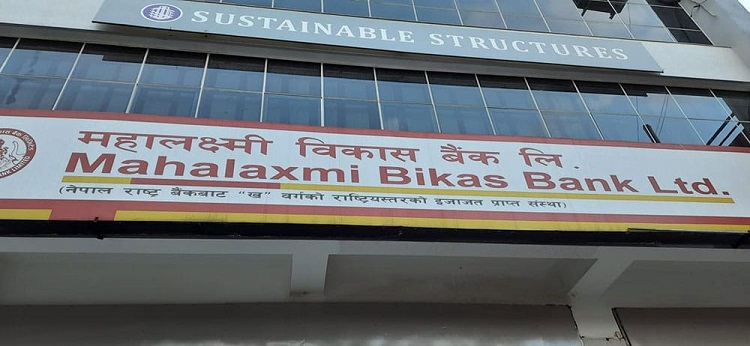 SUSTAINABLE STRUCTURES
महालक्ष्मी विकास बैंक लि.
Mahalaxmi Bikas Bank Ltd.
(नेपाल राष्ट्र बैंकबाट "ख" वर्गको राष्ट्रियस्तरको इजाजत प्राप्त संस्था)